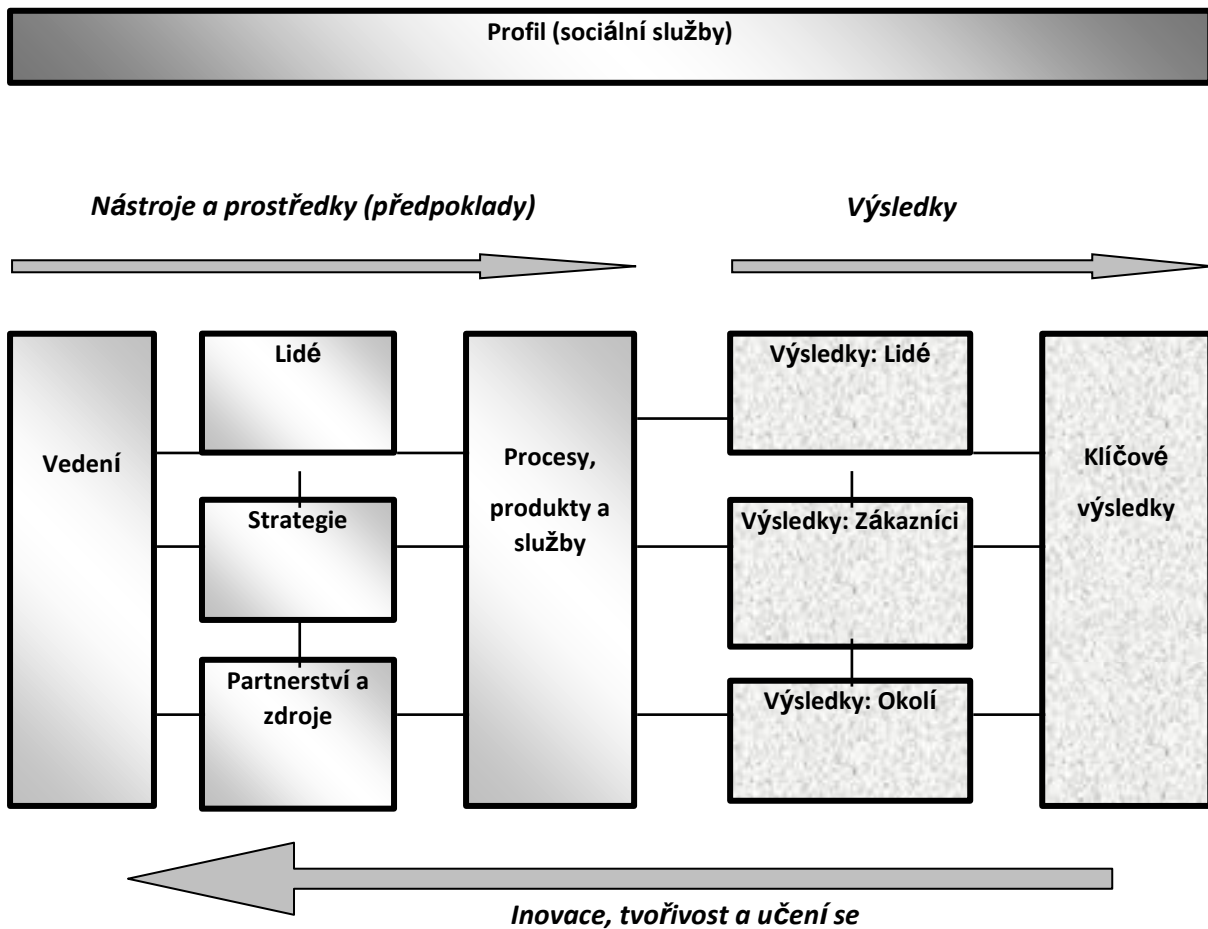 Profil (sociální služby)
Nástroje a prostředky (předpoklady)
Výsledky
Vedení
Lidé
Strategie
Partnerství a
zdroje
Procesy,
produkty a
služby
Výsledky: Lidé
Výsledky: Zákazníci
Výsledky: Okolí
Klíčové
výsledky
Inovace, tvořivost a učení se